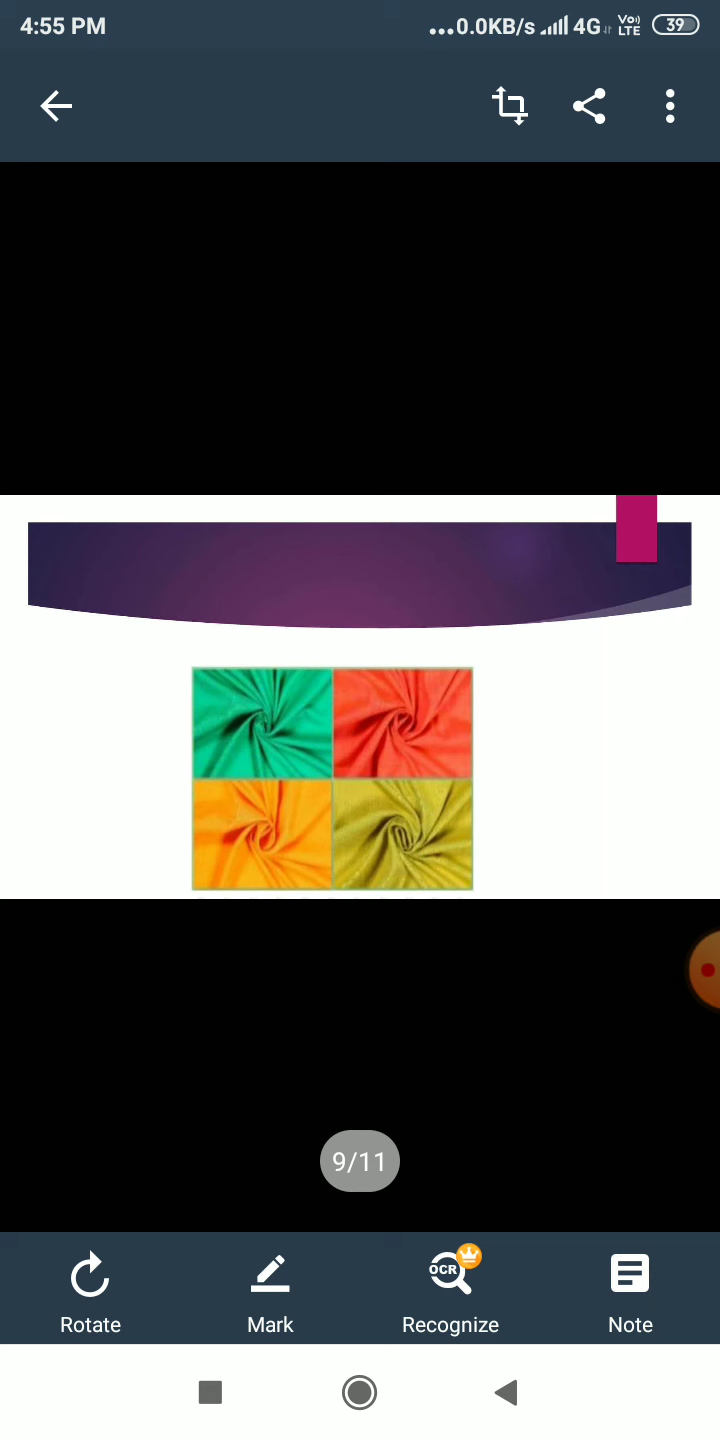 4:55 PM
...0.0KB/s 4G Vo) LTE 39
9/11
OCR
Rotate
Mark
Recognize
Note